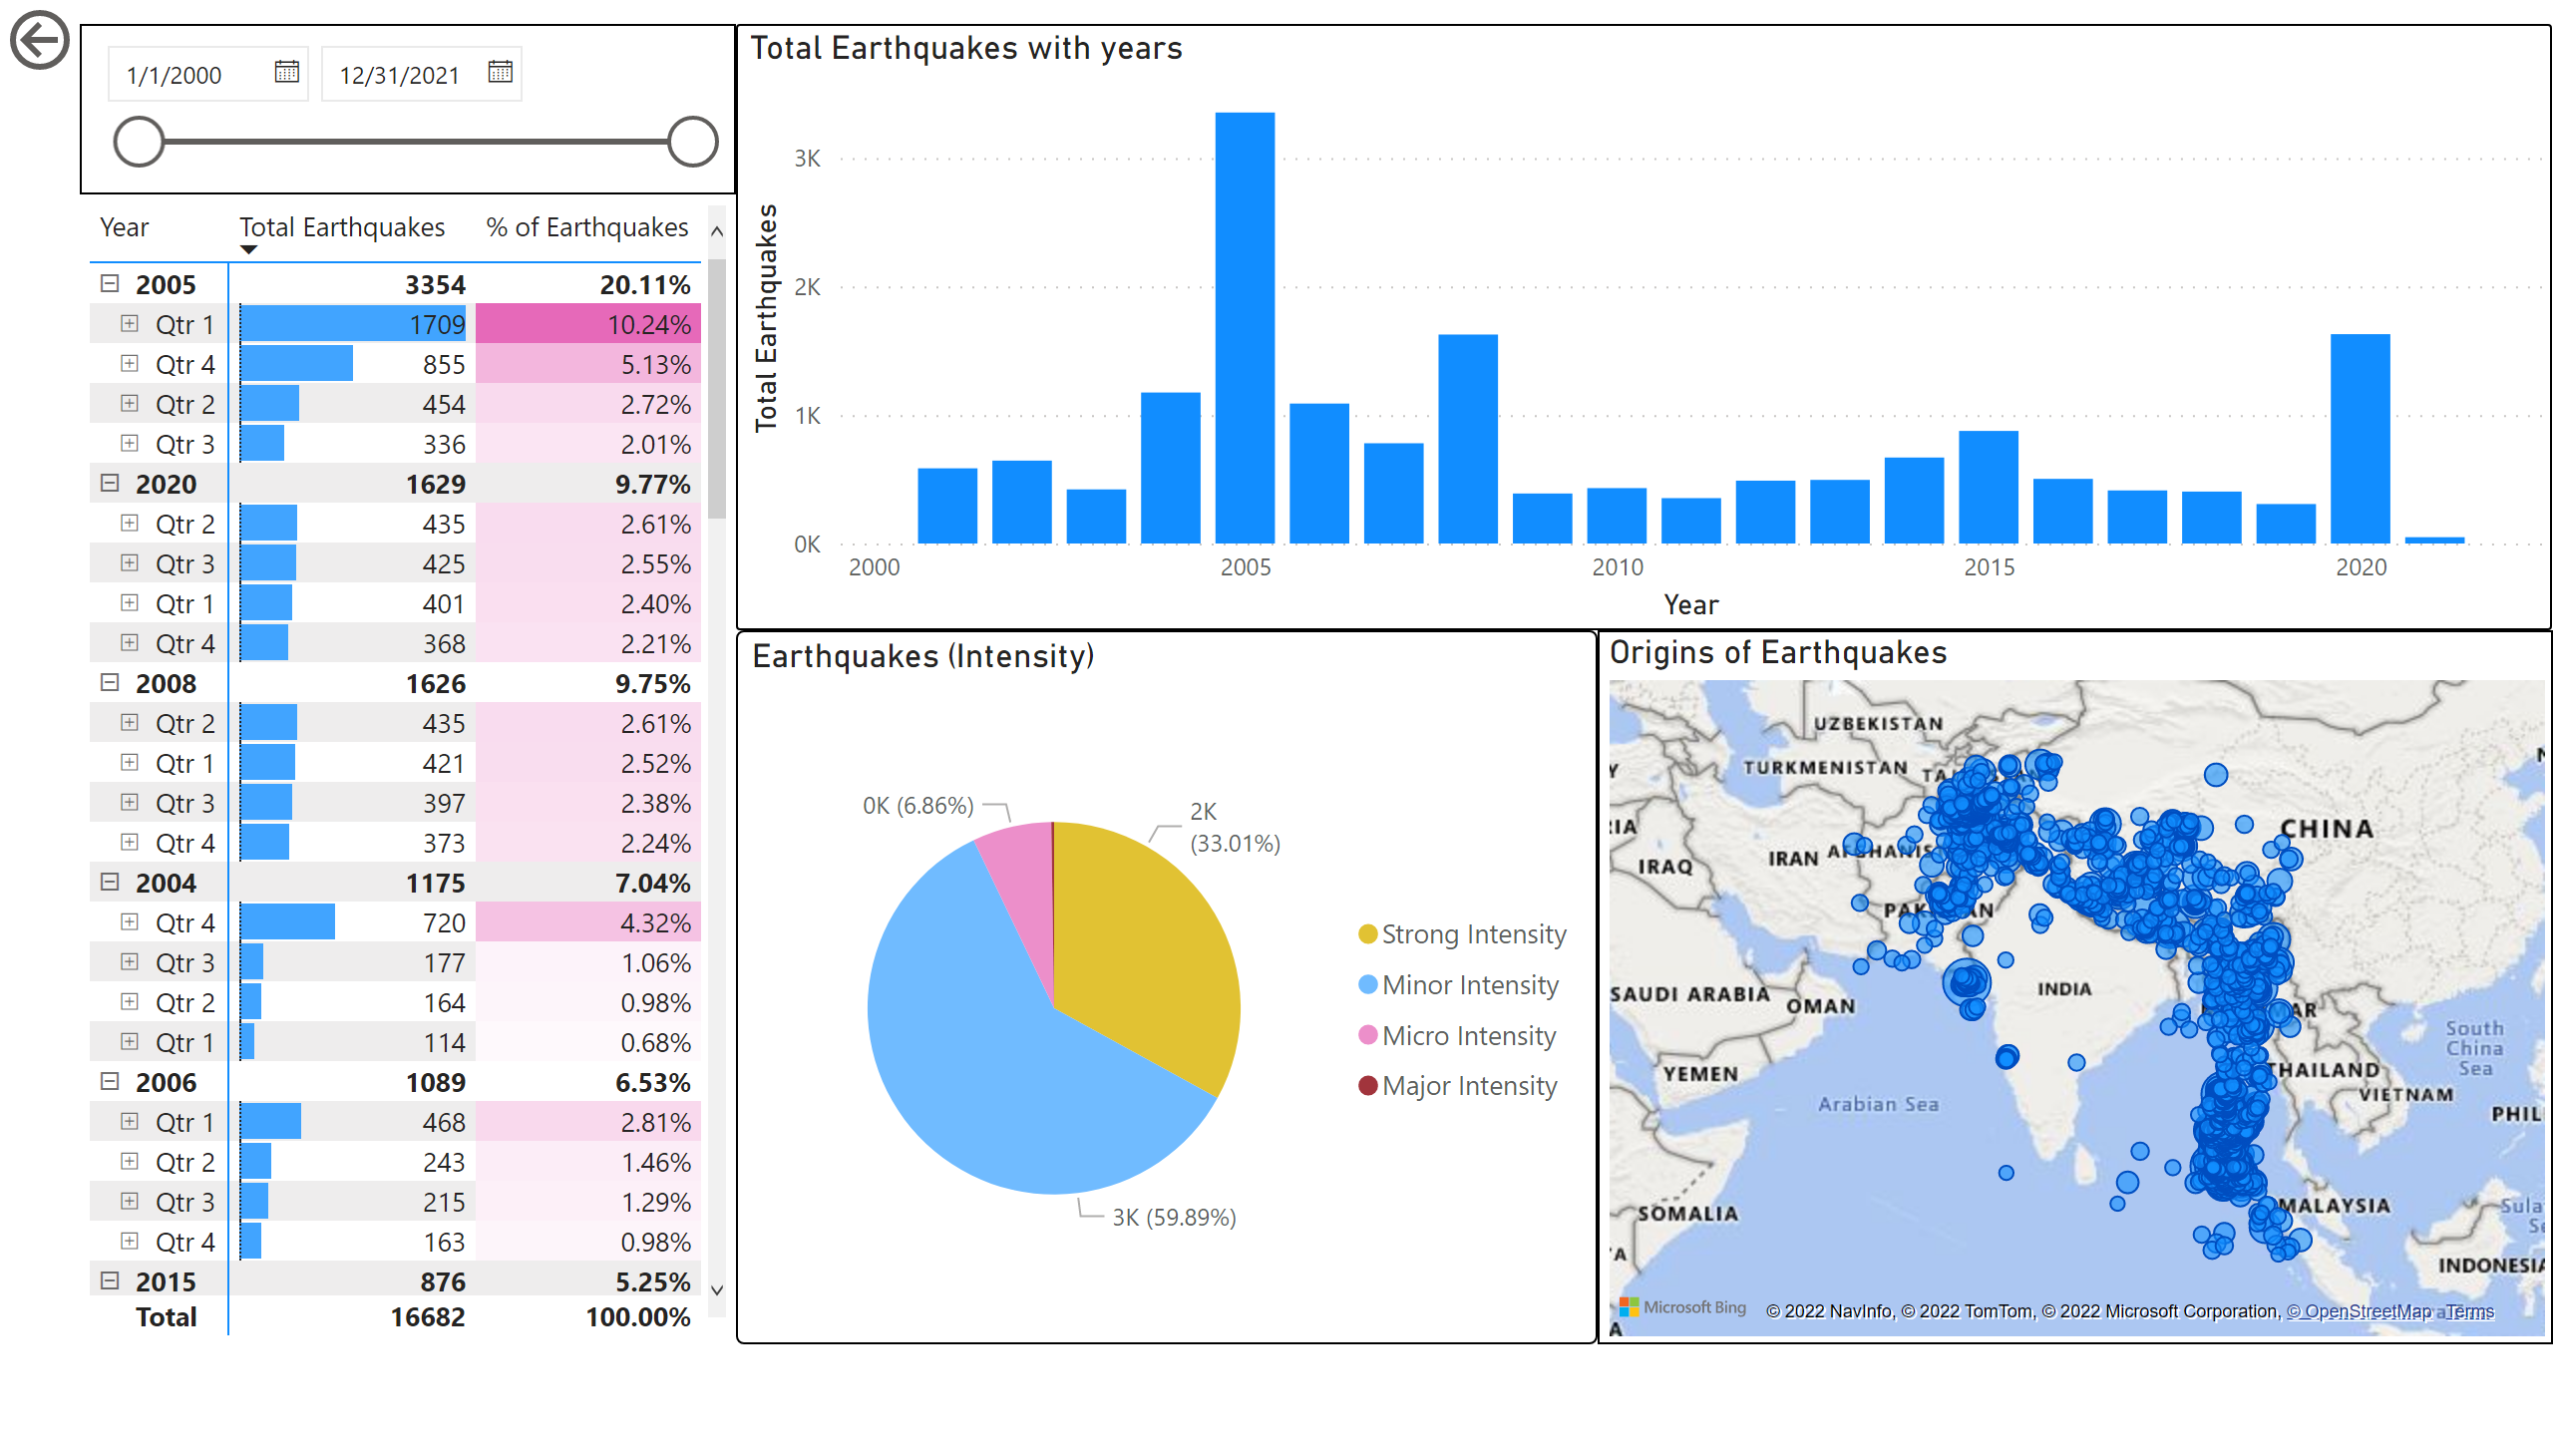 1/1/2000 12/31/2021
Year Total Earthquakes % of Earthquakes
2005 3354 20.11%
Qtr 1 1709 10.24%
Qtr 4 855 5.13%
Qtr 2 454 2.72%
Qtr 3 336 2.01%
2020 1629 9.77%
Qtr 2 435 2.61%
Qtr 3 425 2.55%
Qtr 1 401 2.40%
Qtr 4 368 2.21%
2008 1626 9.75%
Qtr 2 435 2.61%
Qtr 1 421 2.52%
Qtr 3 397 2.38%
Qtr 4 373 2.24%
2004 1175 7.04%
Qtr 4 720 4.32%
Qtr 3 177 1.06%
Qtr 2 164 0.98%
Qtr 1 114 0.68%
2006 1089 6.53%
Qtr 1 468 2.81%
Qtr 2 243 1.46%
Qtr 3 215 1.29%
Qtr 4 163 0.98%
2015 876 5.25%
Total 16682 100.00%
Total Earthquakes with years
Total Earthquakes
3K
2K
1K
0K
2000 2005 2010 2015 2020
Year
Earthquakes (Intensity)
0K (6.86%)
2K
(33.01%)
3K (59.89%)
Strong Intensity
Minor Intensity
Micro Intensity
Major Intensity
Origins of Earthquakes
UZBEKISTAN
TURKMENISTAN
CHINA
IRAN
IRAQ
INDIA
SAUDI ARABIA
OMAN
South
China
Sea
THAILAND
YEMEN
VIETNAM
Arabian Sea
PHIL
MALAYSIA
SOMALIA
INDONESIA
Microsoft Bing
© 2022 NavInfo, © 2022 TomTom, © 2022 Microsoft Corporation, © OpenStreetMap Terms